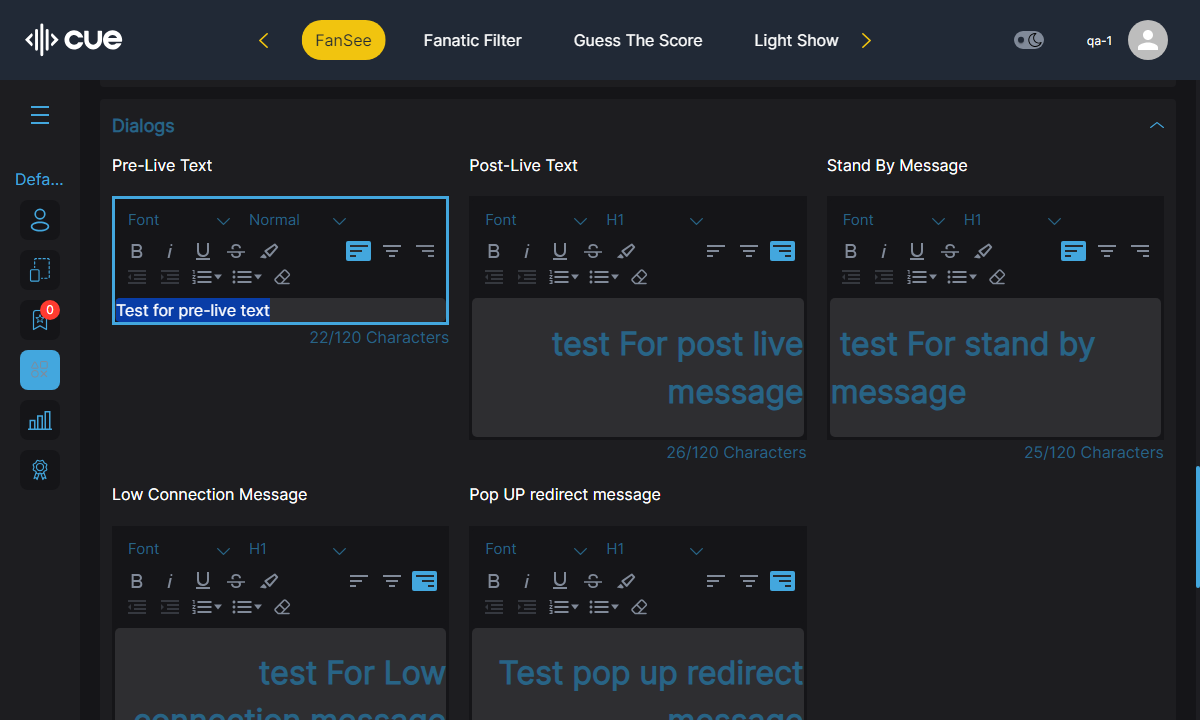 cue
FanSee
Fanatic Filter
Guess The Score
Light Show
qa-1
Defa...
0
Dialogs
Pre-Live Text
Post-Live Text
Stand By Message
Font
Normal
Font
H1
Font
H1
B i U S
B i U S
B i U S
Test for pre-live text
22/120 Characters
test For post live
message
26/120 Characters
test For stand by
message
25/120 Characters
Low Connection Message
Pop UP redirect message
Font
H1
Font
H1
B i U S
B i U S
test For Low
connection message
Test pop up redirect
message